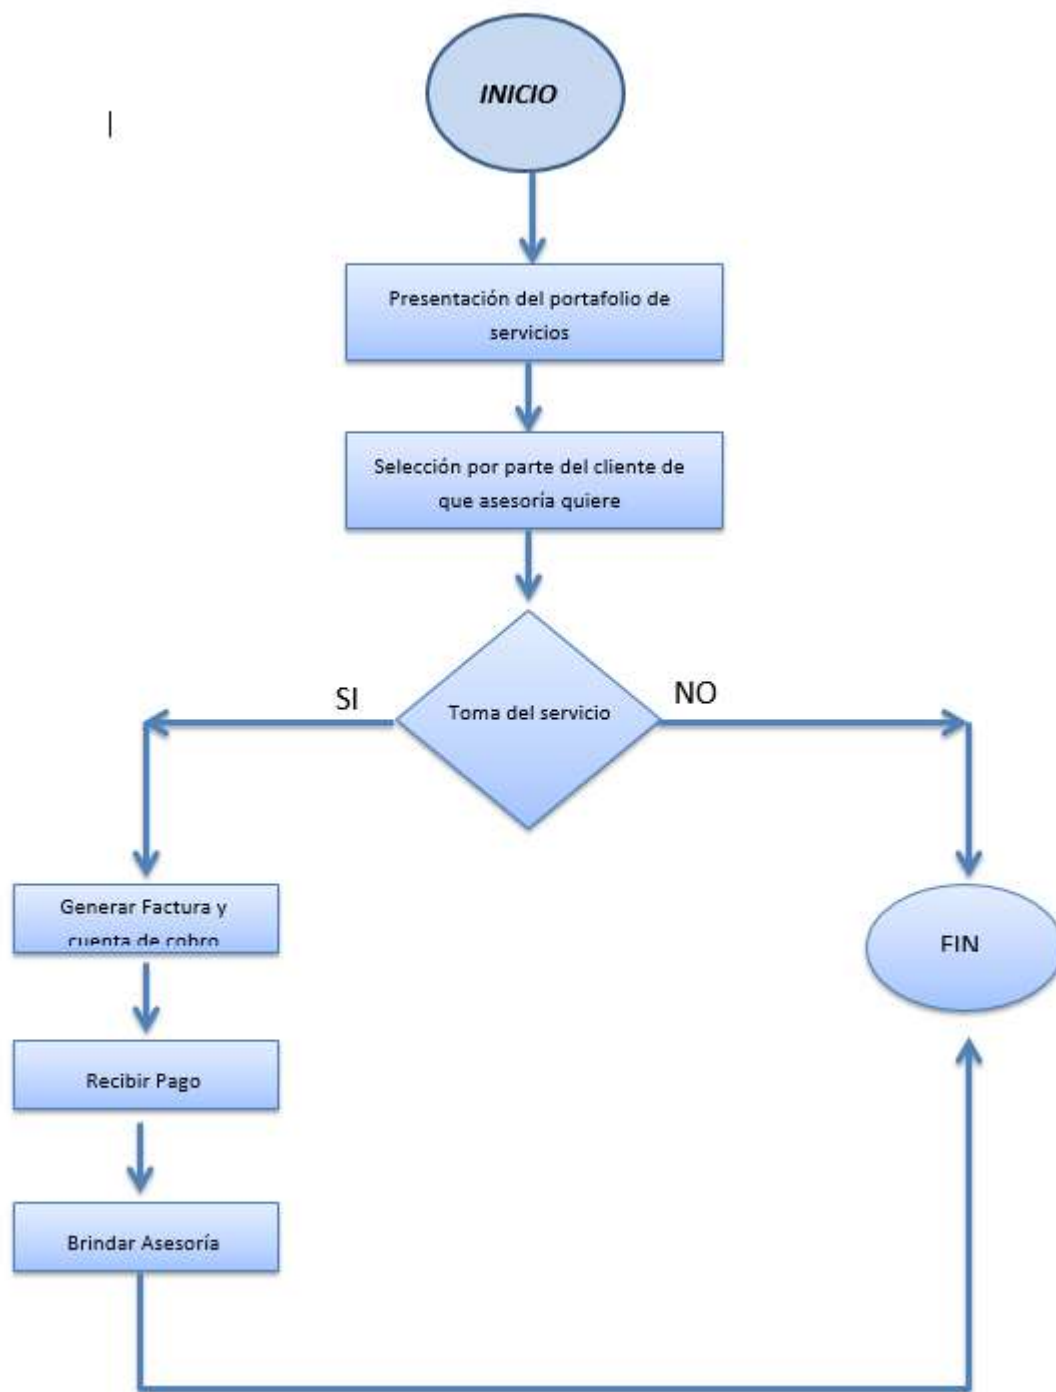 INICIO
Presentación del portafolio de
servicios
Selección por parte del cliente de
que asesoría quiere
SI
Toma del servicio
NO
Generar Factura y
cuenta de cobro
FIN
Recibir Pago
Brindar Asesoría